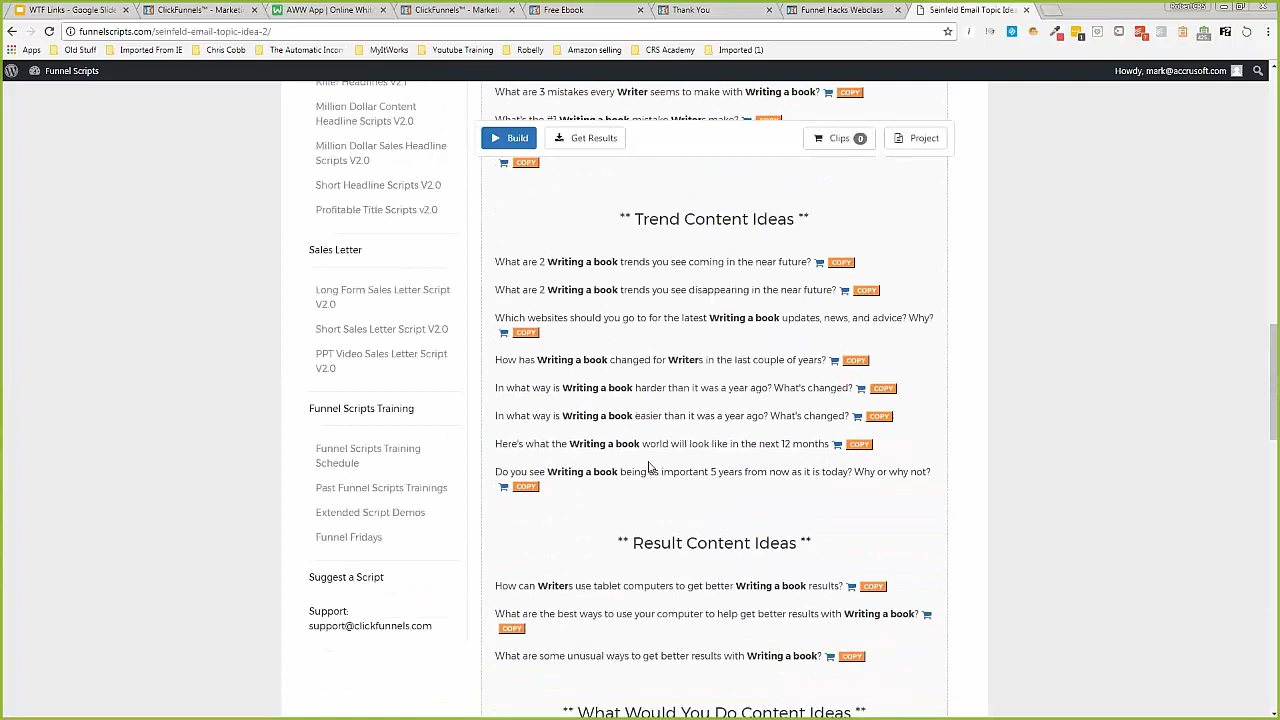 WTF Links - Google Slide
ClickFunnels™ - Marketi
AWW App | Online Whit
ClickFunnels™ - Marketi
Free Ebook
Thank You
Funnel Hacks Webclass
Seinfeld Email Topic Idea
funnelscripts.com/seinfeld-email-topic-idea-2/
Apps
Old Stuff
Imported From IE
Chris Cobb
The Automatic Incom
MyItWorks
Youtube Training
Robelly
Amazon selling
CRS Academy
Imported (1)
Funnel Scripts
Howdy, mark@accrusoft.com
Killer Headlines V2.1
Million Dollar Content
Headline Scripts V2.0
Million Dollar Sales Headline
Scripts V2.0
Short Headline Scripts V2.0
Profitable Title Scripts v2.0
Sales Letter
Long Form Sales Letter Script
V2.0
Short Sales Letter Script V2.0
PPT Video Sales Letter Script
V2.0
Funnel Scripts Training
Funnel Scripts Training
Schedule
Past Funnel Scripts Trainings
Extended Script Demos
Funnel Fridays
Suggest a Script
Support:
support@clickfunnels.com
What are 3 mistakes every Writer seems to make with Writing a book? COPY
What's the #1 Writing a book mistake Writers make?
Build
Get Results
Clips 0
Project
COPY
** Trend Content Ideas **
What are 2 Writing a book trends you see coming in the near future? COPY
What are 2 Writing a book trends you see disappearing in the near future? COPY
Which websites should you go to for the latest Writing a book updates, news, and advice? Why?
COPY
How has Writing a book changed for Writers in the last couple of years? COPY
In what way is Writing a book harder than it was a year ago? What's changed? COPY
In what way is Writing a book easier than it was a year ago? What's changed? COPY
Here's what the Writing a book world will look like in the next 12 months COPY
Do you see Writing a book being as important 5 years from now as it is today? Why or why not?
COPY
** Result Content Ideas **
How can Writers use tablet computers to get better Writing a book results? COPY
What are the best ways to use your computer to help get better results with Writing a book?
COPY
What are some unusual ways to get better results with Writing a book? COPY
** What Would You Do Content Ideas **